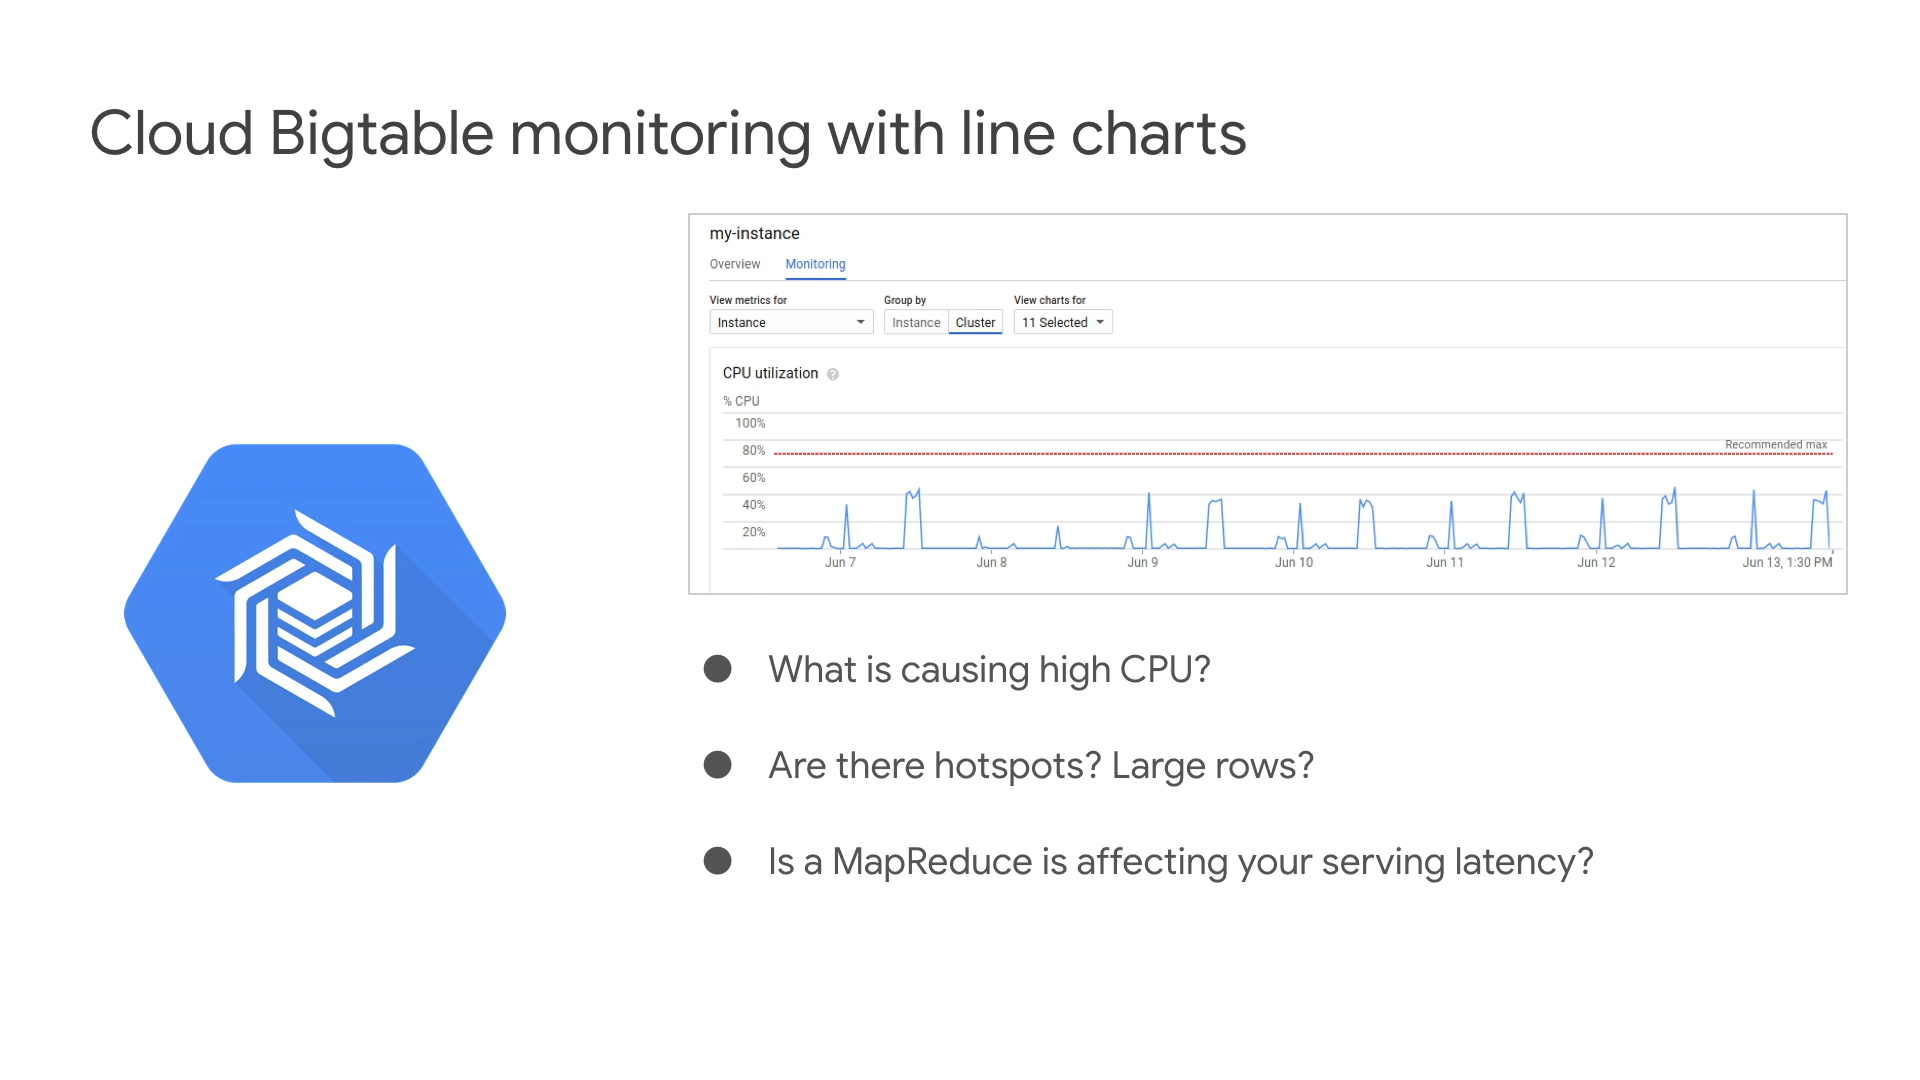 Cloud Bigtable monitoring with line charts
my-instance
Overview Monitoring
View metrics for Group by View charts for
Instance Instance Cluster 11 Selected
CPU utilization ?
% CPU
100%
80%
Recommended max
60%
40%
20%
Jun 7 Jun 8 Jun 9 Jun 10 Jun 11 Jun 12 Jun 13, 1:30 PM
● What is causing high CPU?
● Are there hotspots? Large rows?
● Is a MapReduce is affecting your serving latency?